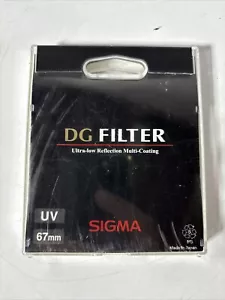 DG FILTER
Ultra-low Reflection Multi-Coating
UV
67mm
SIGMA
Made in Japan